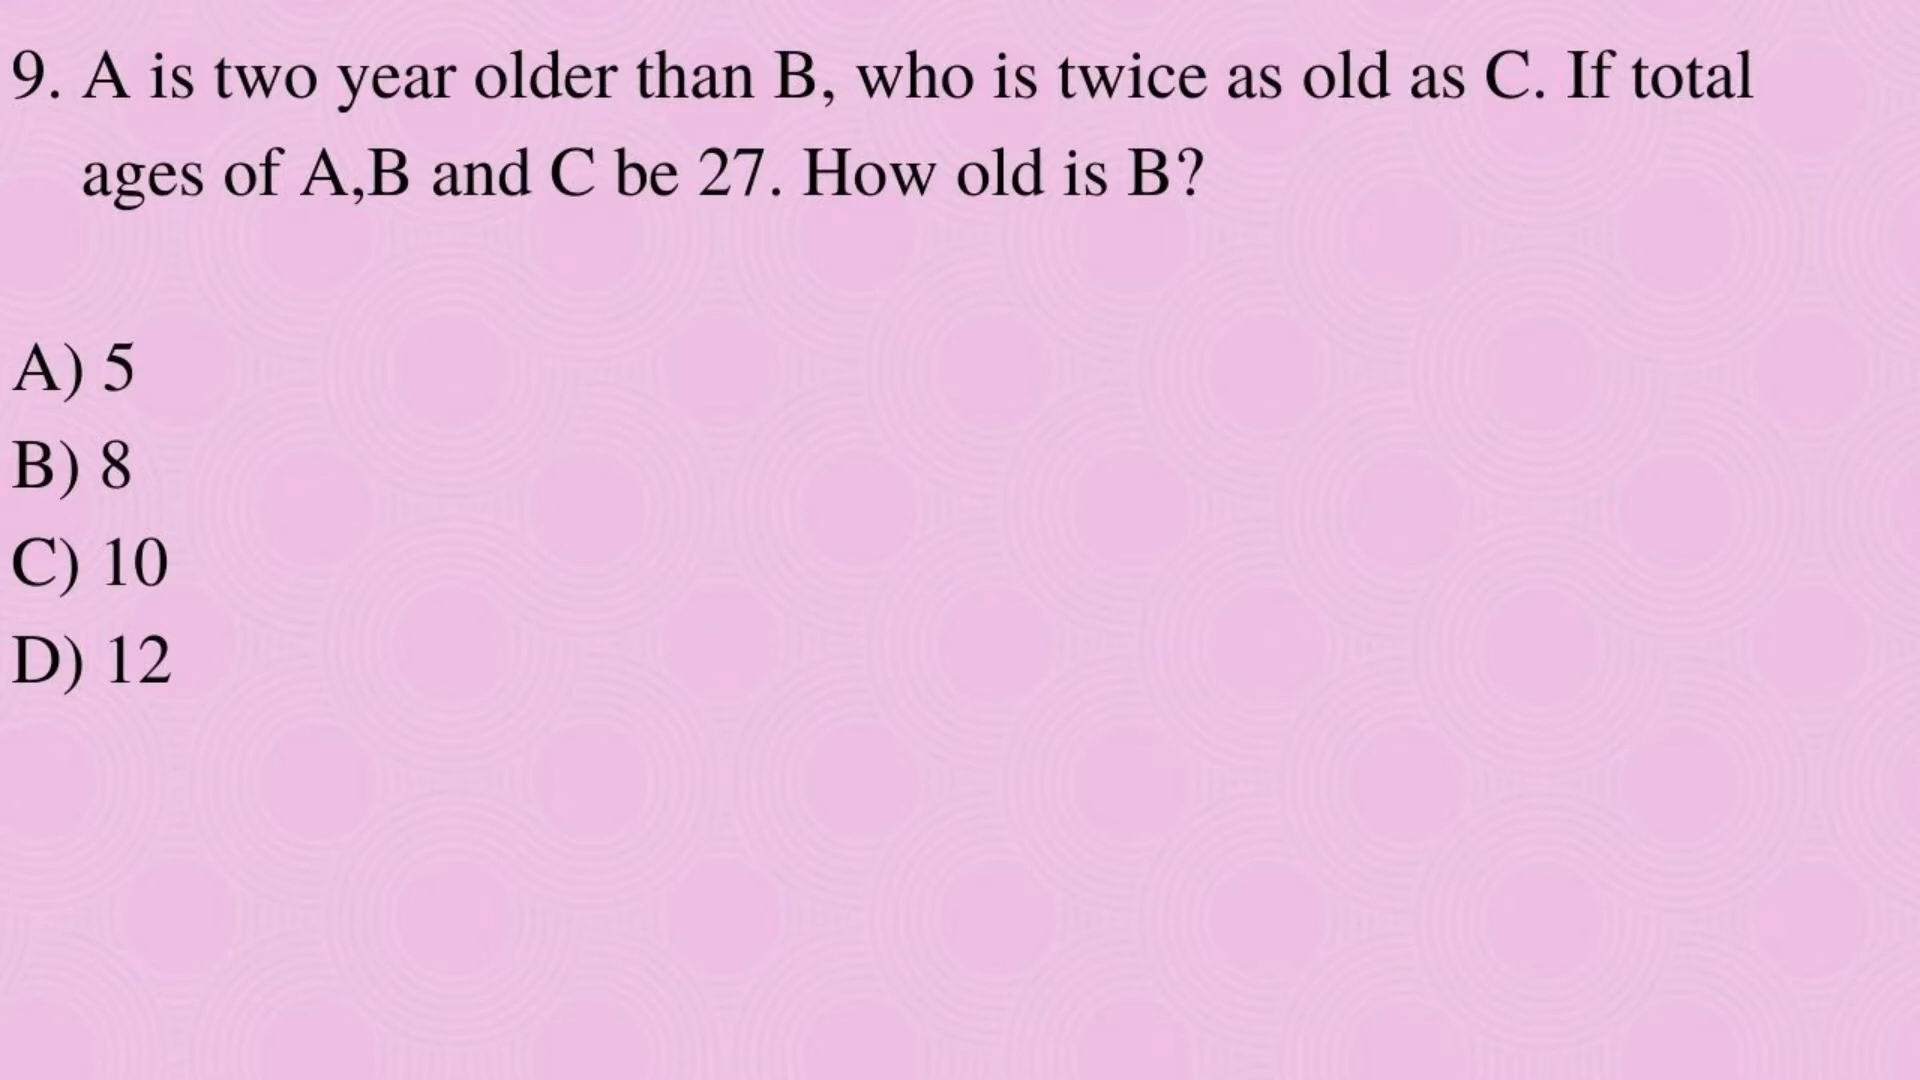 9. A is two year older than B, who is twice as old as C. If total
ages of A,B and C be 27. How old is B?
A) 5
B) 8
C) 10
D) 12